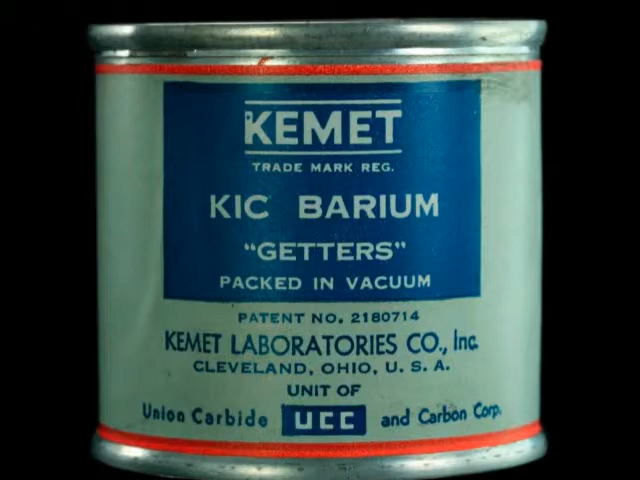 KEMET
TRADE MARK REG.
KIC BARIUM
"GETTERS"
PACKED IN VACUUM
PATENT NO. 2180714
KEMET LABORATORIES CO., Inc.
CLEVELAND, OHIO, U. S. A.
UNIT OF
Union Carbide UCC and Carbon Corp.